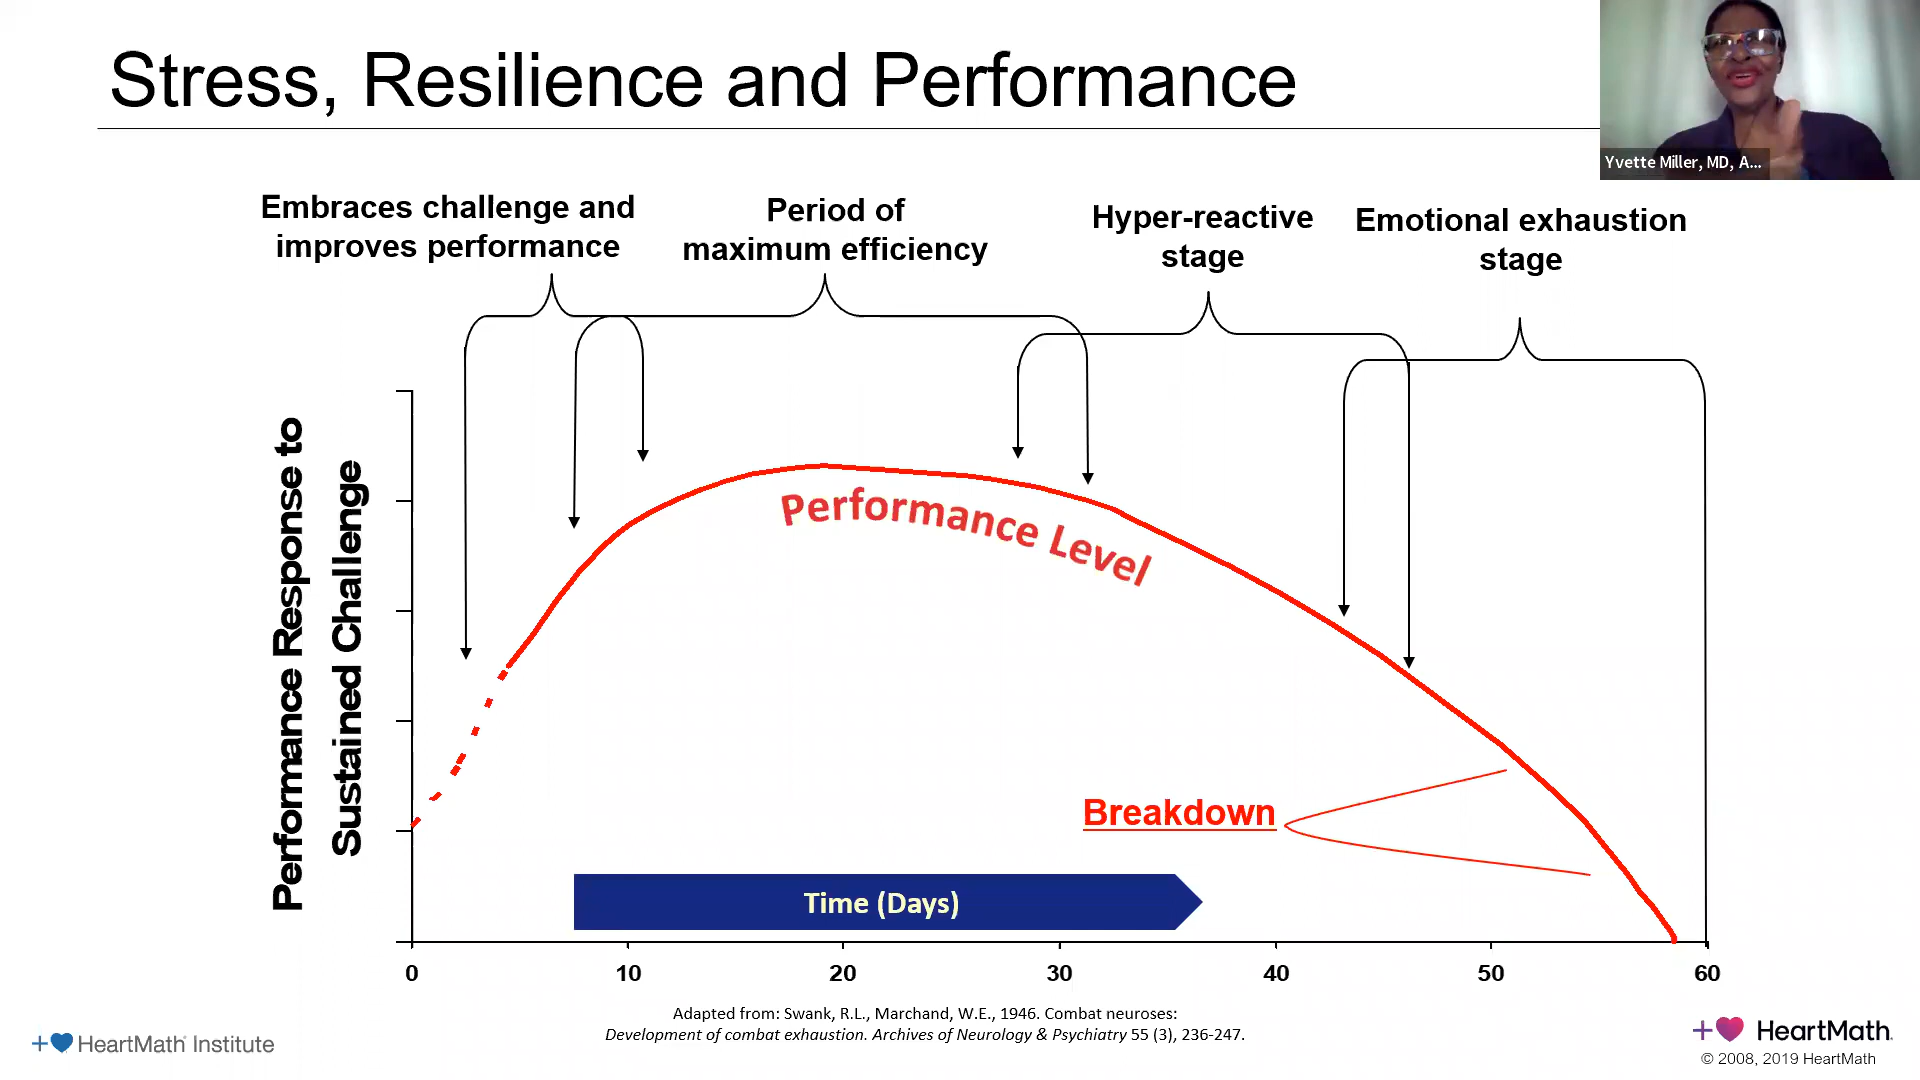 Stress, Resilience and Performance
Yvette Miller, MD, A...
Embraces challenge and
improves performance
Period of
maximum efficiency
Hyper-reactive
stage
Emotional exhaustion
stage
Performance Response to
Sustained Challenge
Performance Level
Breakdown
Time (Days)
0 10 20 30 40 50 60
Adapted from: Swank, R.L., Marchand, W.E., 1946. Combat neuroses:
Development of combat exhaustion. Archives of Neurology & Psychiatry 55 (3), 236-247.
HeartMath Institute
HeartMath
© 2008, 2019 HeartMath